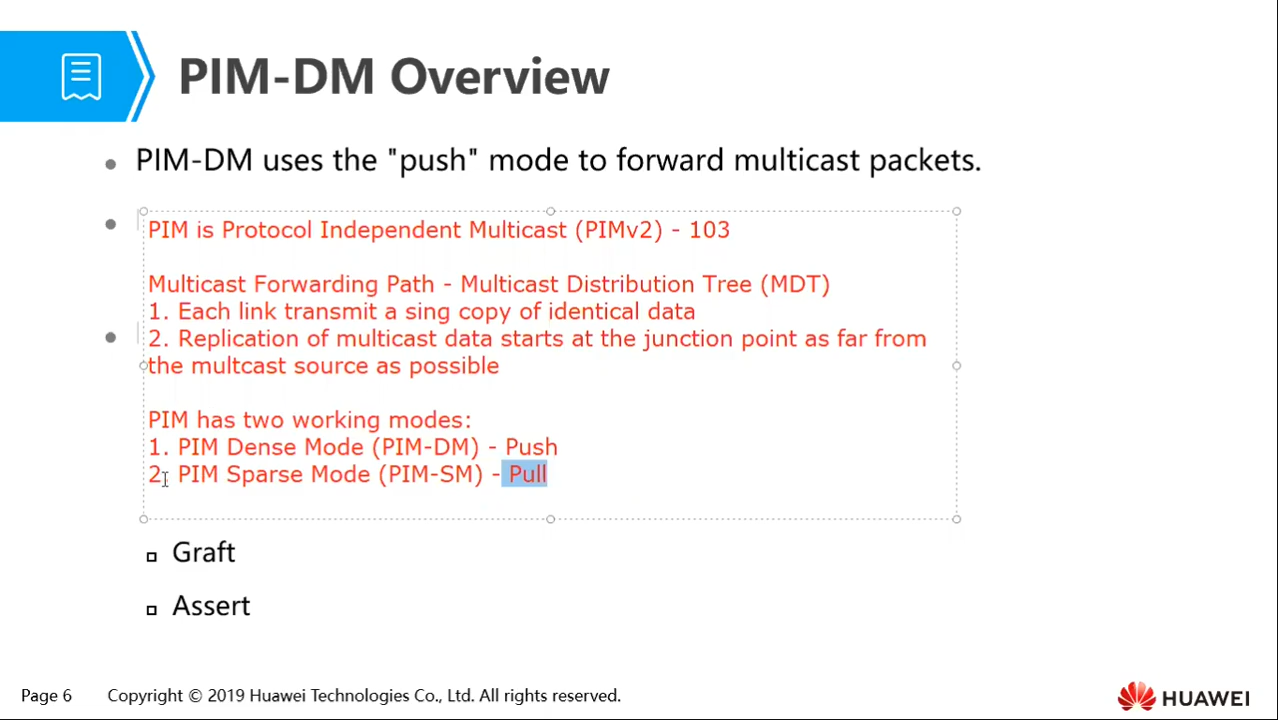 PIM-DM Overview
PIM-DM uses the "push" mode to forward multicast packets.
PIM is Protocol Independent Multicast (PIMv2) - 103
Multicast Forwarding Path - Multicast Distribution Tree (MDT)
1. Each link transmit a sing copy of identical data
2. Replication of multicast data starts at the junction point as far from
the multcast source as possible
PIM has two working modes:
1. PIM Dense Mode (PIM-DM) - Push
2. PIM Sparse Mode (PIM-SM) - Pull
Graft
Assert
Page 6 Copyright © 2019 Huawei Technologies Co., Ltd. All rights reserved.
HUAWEI